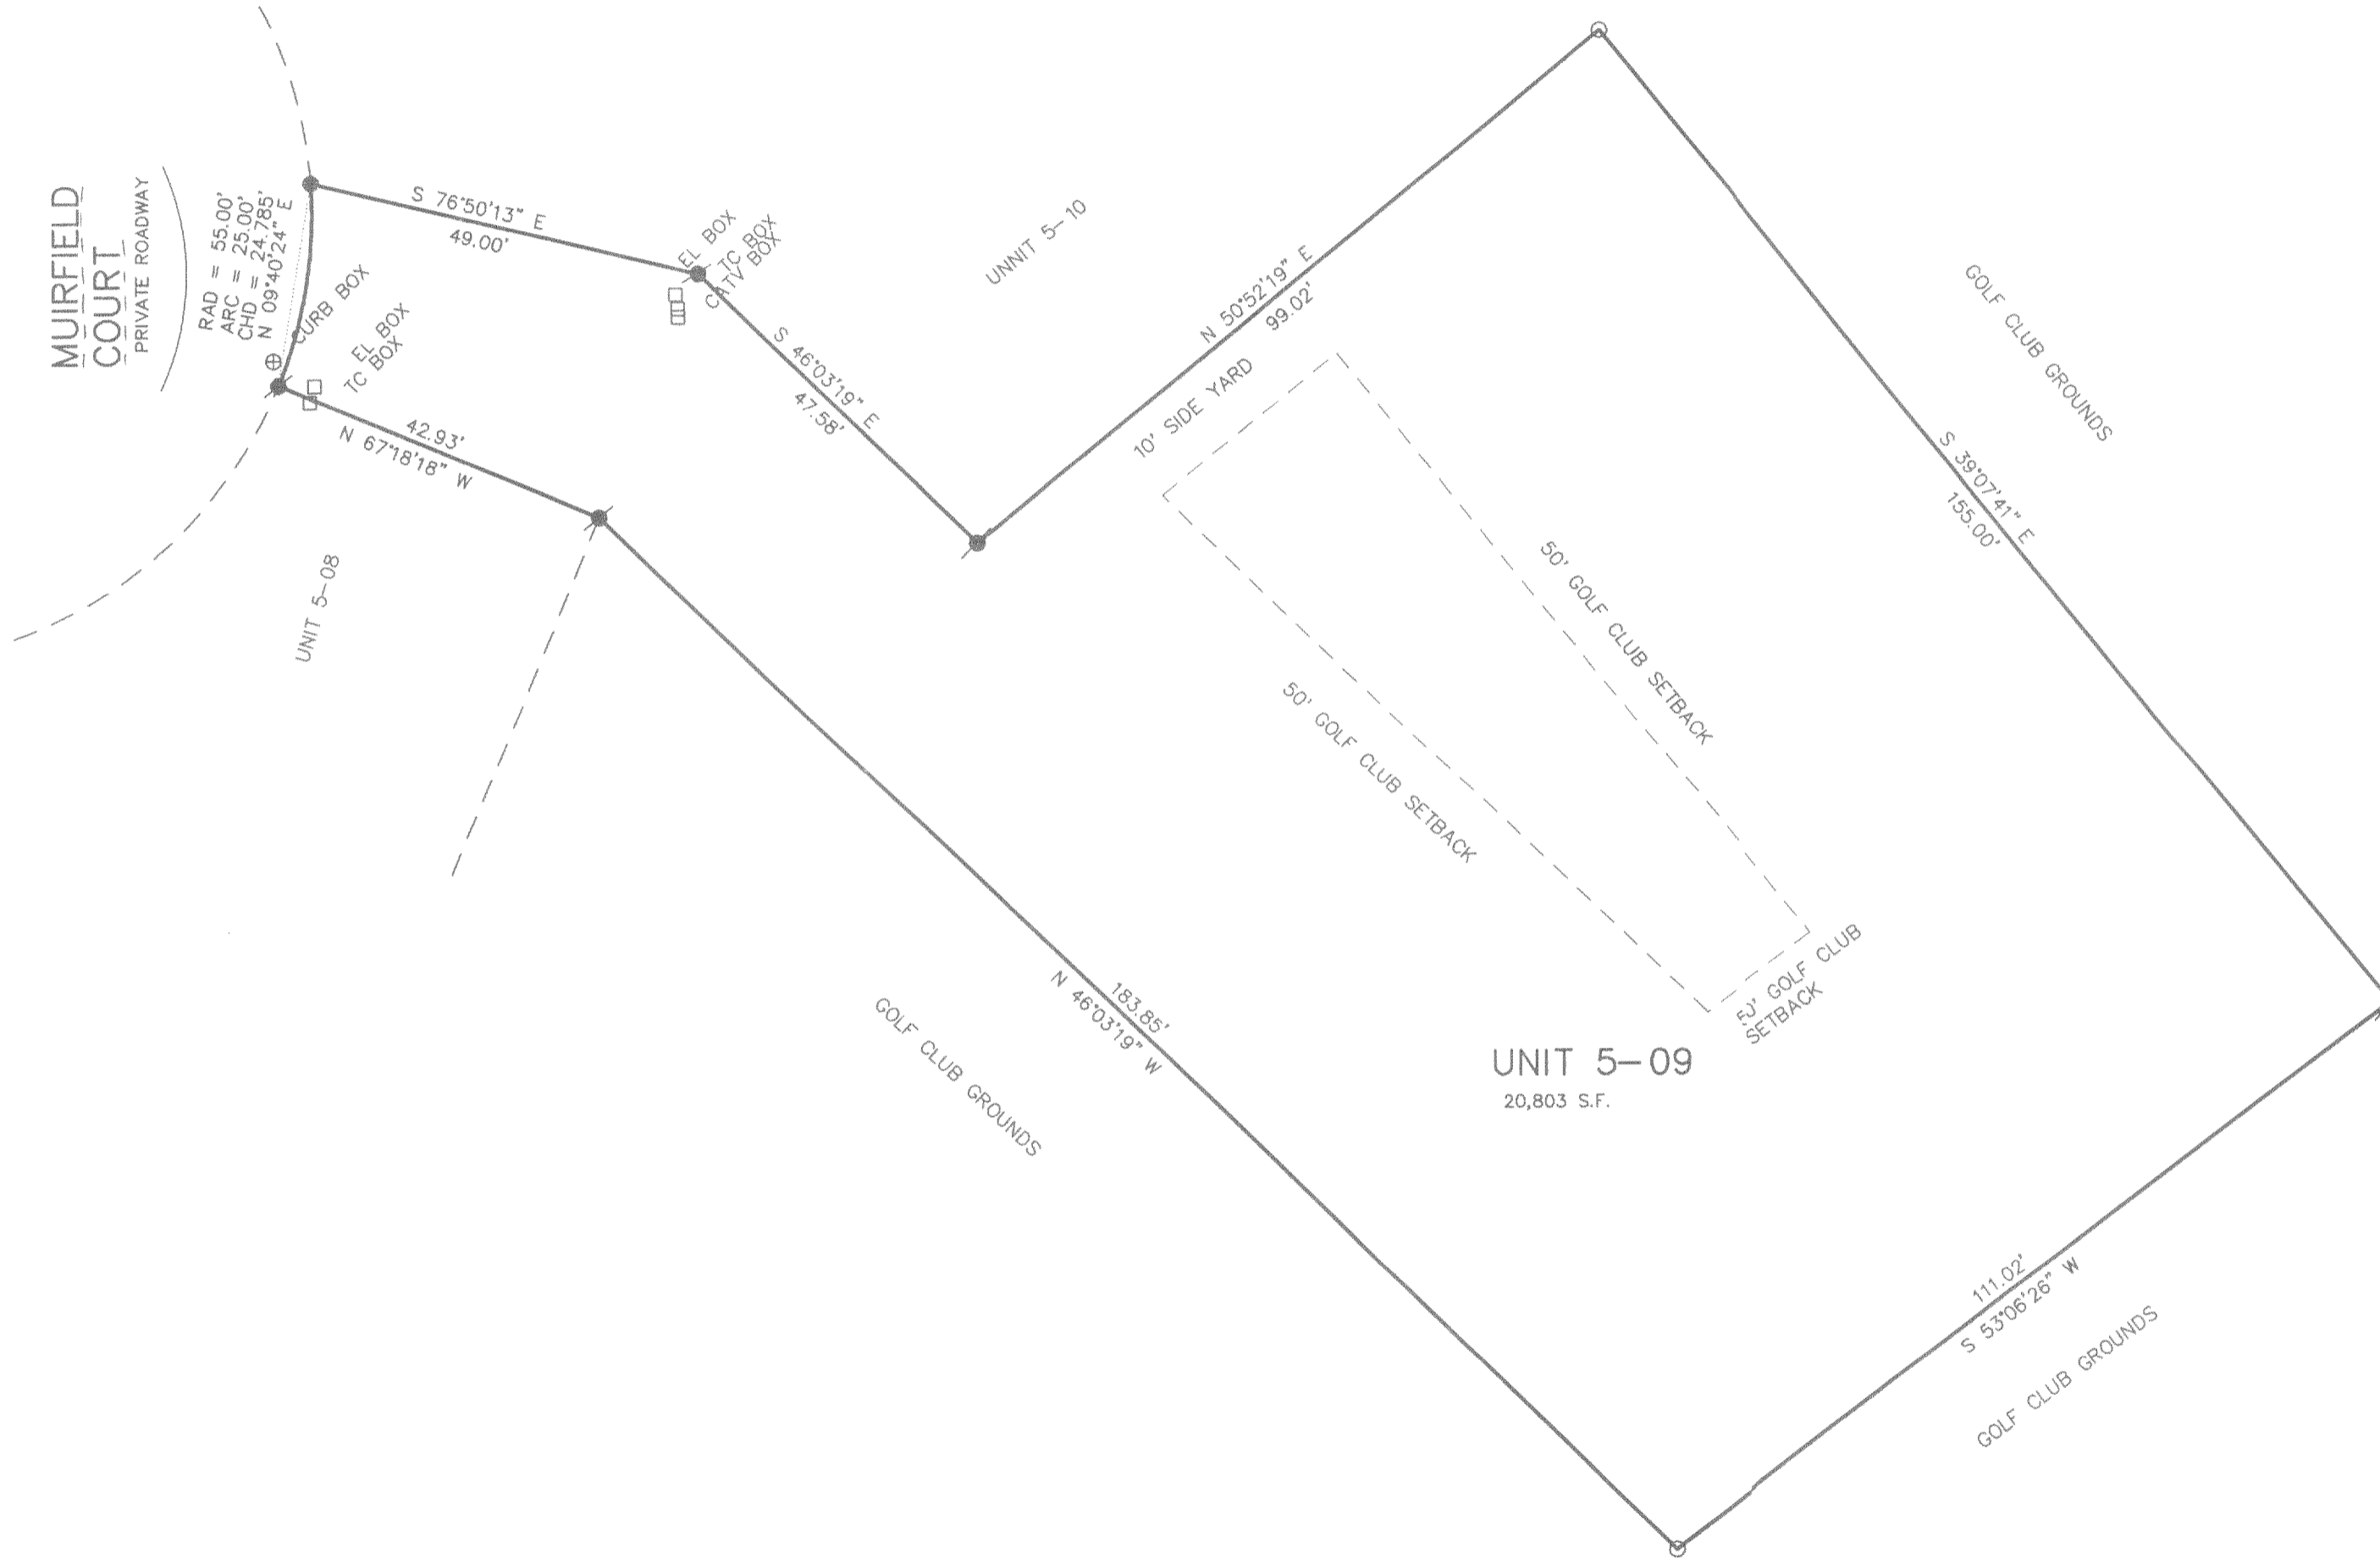 MUIRFIELD
COURT
PRIVATE ROADWAY
RAD = 55.00'
ARC = 25.00'
CHD = 24.785'
N 09°40'24" E
CURB BOX
EL BOX
TC BOX
S 76°50'13" E
49.00'
EL BOX
TC BOX
CATV BOX
UNNIT 5-10
S 46°03'19" E
47.58'
N 50°52'19" E
99.02'
10' SIDE YARD
GOLF CLUB GROUNDS
S 39°07'41" E
155.00'
42.93'
N 67°18'18" W
UNIT 5-08
50' GOLF CLUB SETBACK
50' GOLF CLUB SETBACK
50' GOLF CLUB
SETBACK
183.85'
N 46°03'19" W
GOLF CLUB GROUNDS
UNIT 5-09
20,803 S.F.
111.02'
S 53°06'26" W
GOLF CLUB GROUNDS